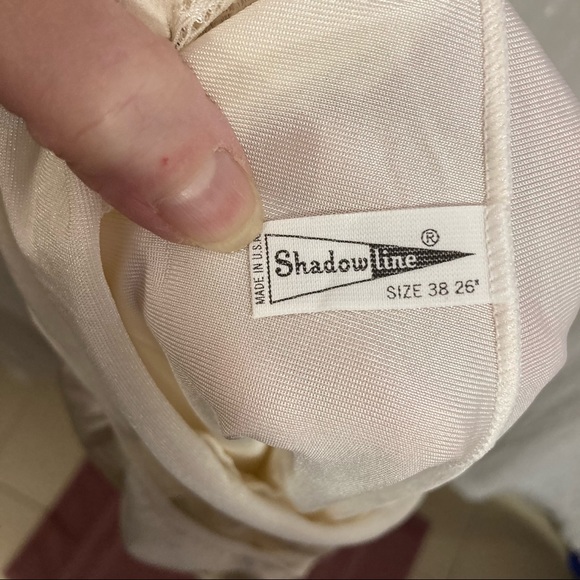 MADE IN U.S.A.
Shadowline ®
SIZE 38 26"